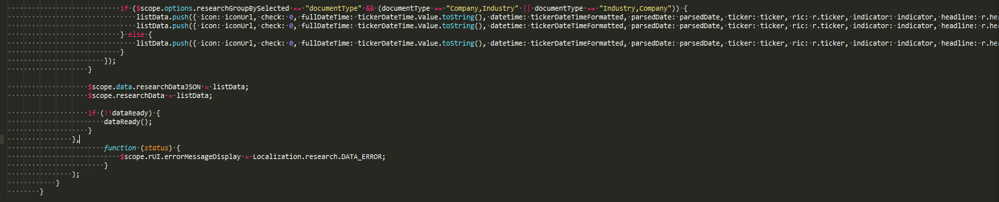 if ($scope.options.researchGroupBySelected == "documentType" && (documentType == "Company,Industry" || documentType == "Industry,Company")) {
listData.push({ icon: iconUrl, check: 0, fullDateTime: tickerDateTime.Value.toString(), datetime: tickerDateTimeFormatted, parsedDate: parsedDate, ticker: ticker, ric: r.ticker, indicator: indicator, headline: r.hea
listData.push({ icon: iconUrl, check: 0, fullDateTime: tickerDateTime.Value.toString(), datetime: tickerDateTimeFormatted, parsedDate: parsedDate, ticker: ticker, ric: r.ticker, indicator: indicator, headline: r.hea
} else {
listData.push({ icon: iconUrl, check: 0, fullDateTime: tickerDateTime.Value.toString(), datetime: tickerDateTimeFormatted, parsedDate: parsedDate, ticker: ticker, ric: r.ticker, indicator: indicator, headline: r.hea
}
});
}
$scope.data.researchDataJSON = listData;
$scope.researchData = listData;
if (!!dataReady) {
dataReady();
}
},
function (status) {
$scope.rUI.errorMessageDisplay = Localization.research.DATA_ERROR;
}
);
}
}